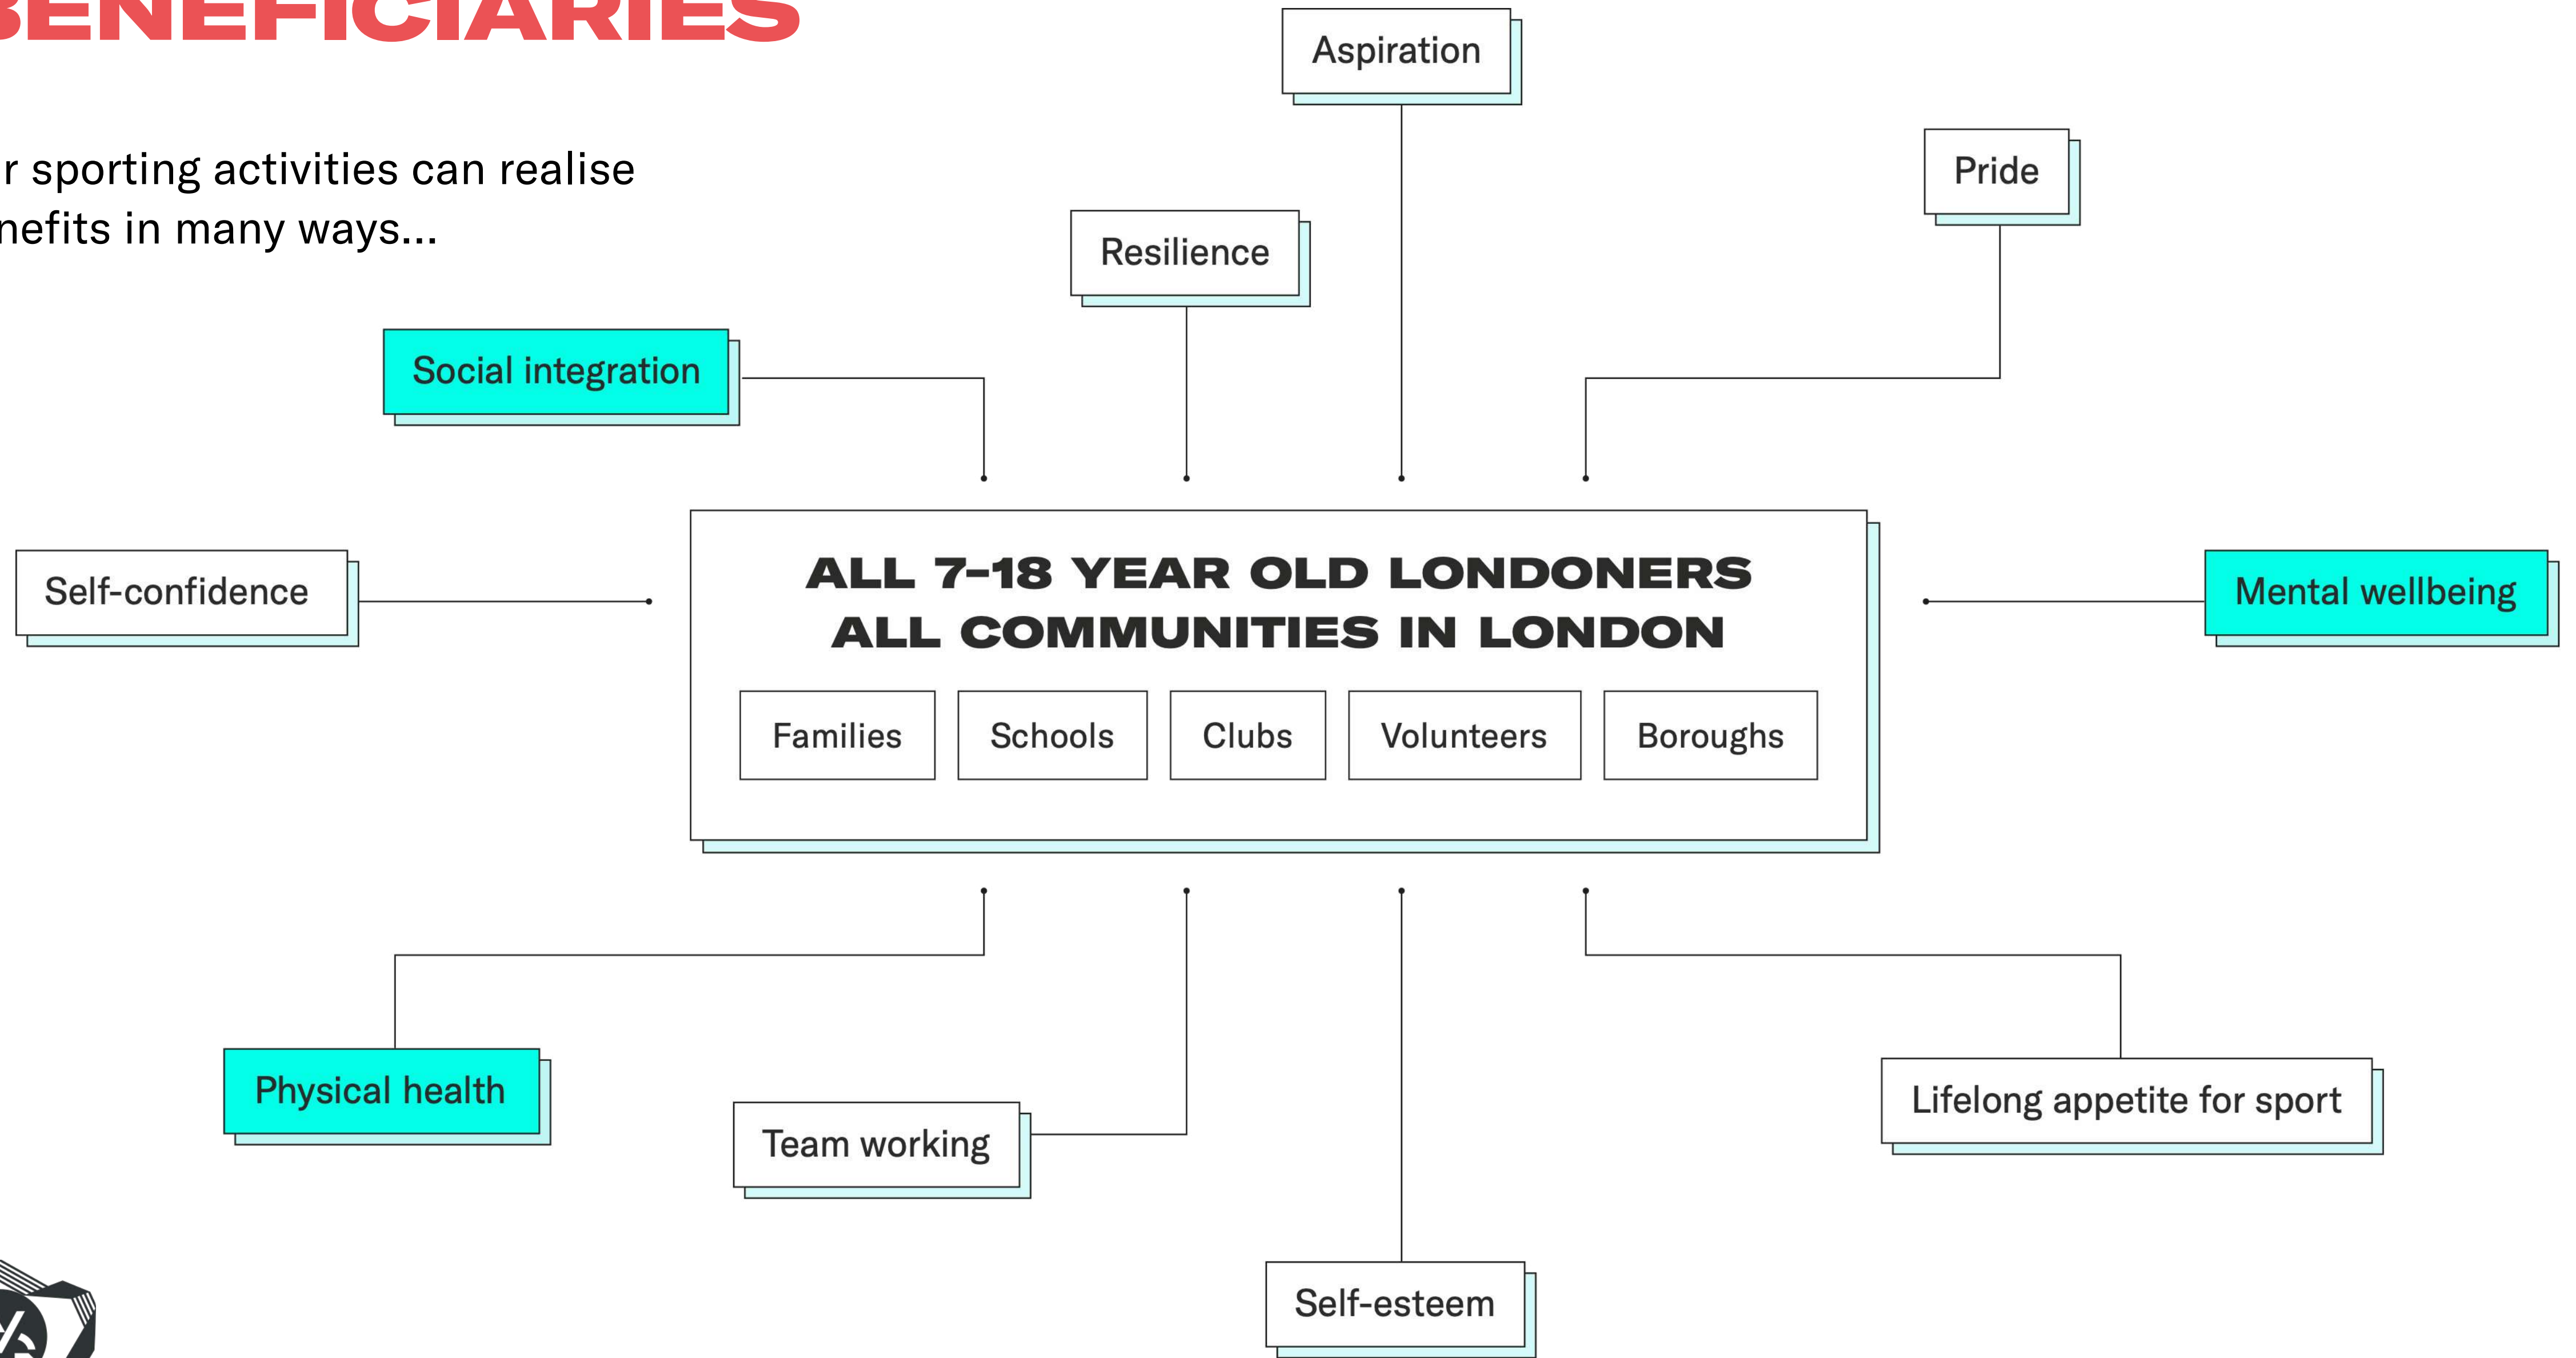 BENEFICIARIES
r sporting activities can realise
nefits in many ways...
Aspiration
Pride
Resilience
Social integration
Self-confidence
ALL 7-18 YEAR OLD LONDONERS
ALL COMMUNITIES IN LONDON
Mental wellbeing
Families
Schools
Clubs
Volunteers
Boroughs
Physical health
Team working
Lifelong appetite for sport
Self-esteem